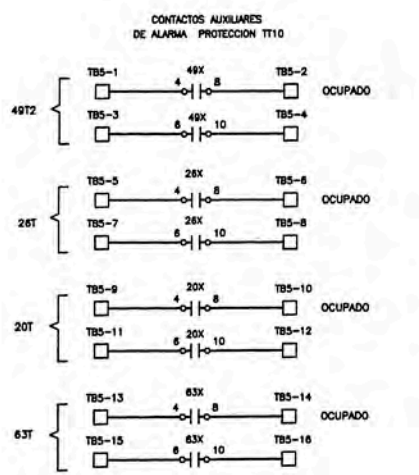 CONTACTOS AUXILIARES
DE ALARMA PROTECCION TT10
TB5-1 49X TB5-2
4 8 OCUPADO
49T2
TB5-3 49X TB5-4
6 10
TB5-5 26X TB5-6
4 8 OCUPADO
26T
TB5-7 26X TB5-8
6 10
TB5-9 20X TB5-10
4 8 OCUPADO
20T
TB5-11 20X TB5-12
6 10
TB5-13 63X TB5-14
4 8 OCUPADO
63T
TB5-15 63X TB5-16
6 10